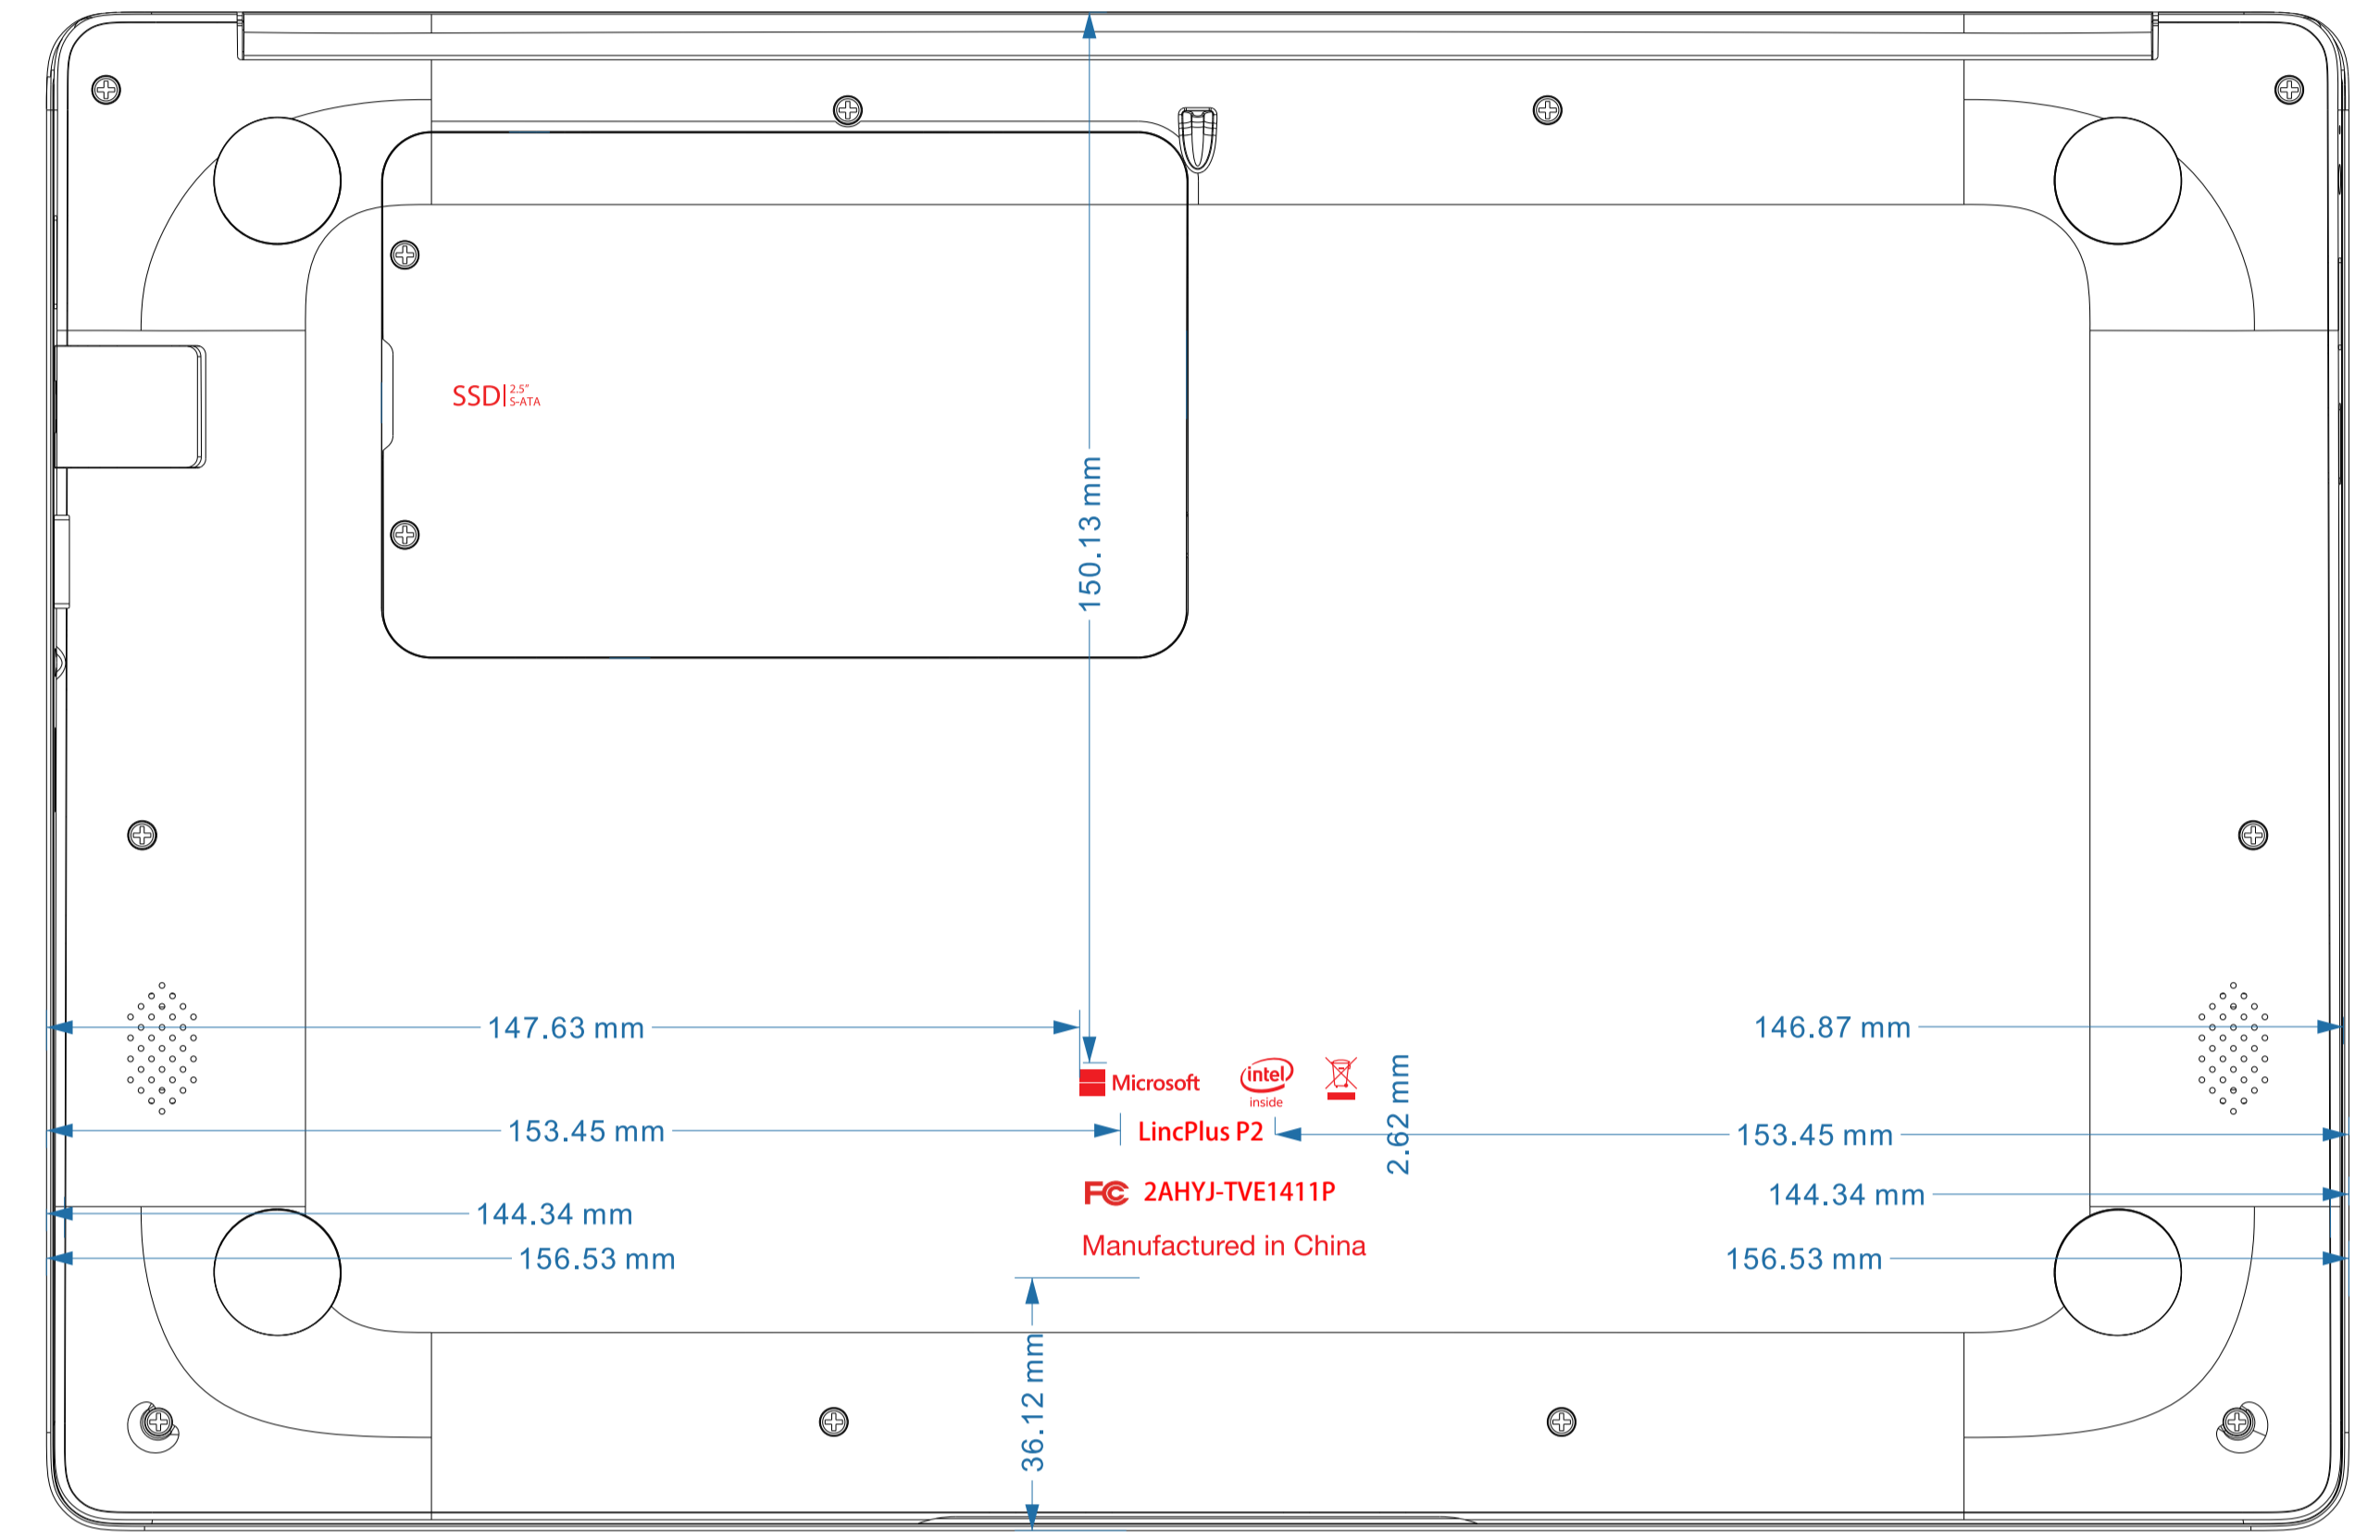 SSD 2.5" S-ATA
150.13 mm
147.63 mm
146.87 mm
Microsoft
intel
inside
2.62 mm
153.45 mm
LincPlus P2
153.45 mm
FC 2AHYJ-TVE1411P
144.34 mm
144.34 mm
Manufactured in China
156.53 mm
156.53 mm
36.12 mm